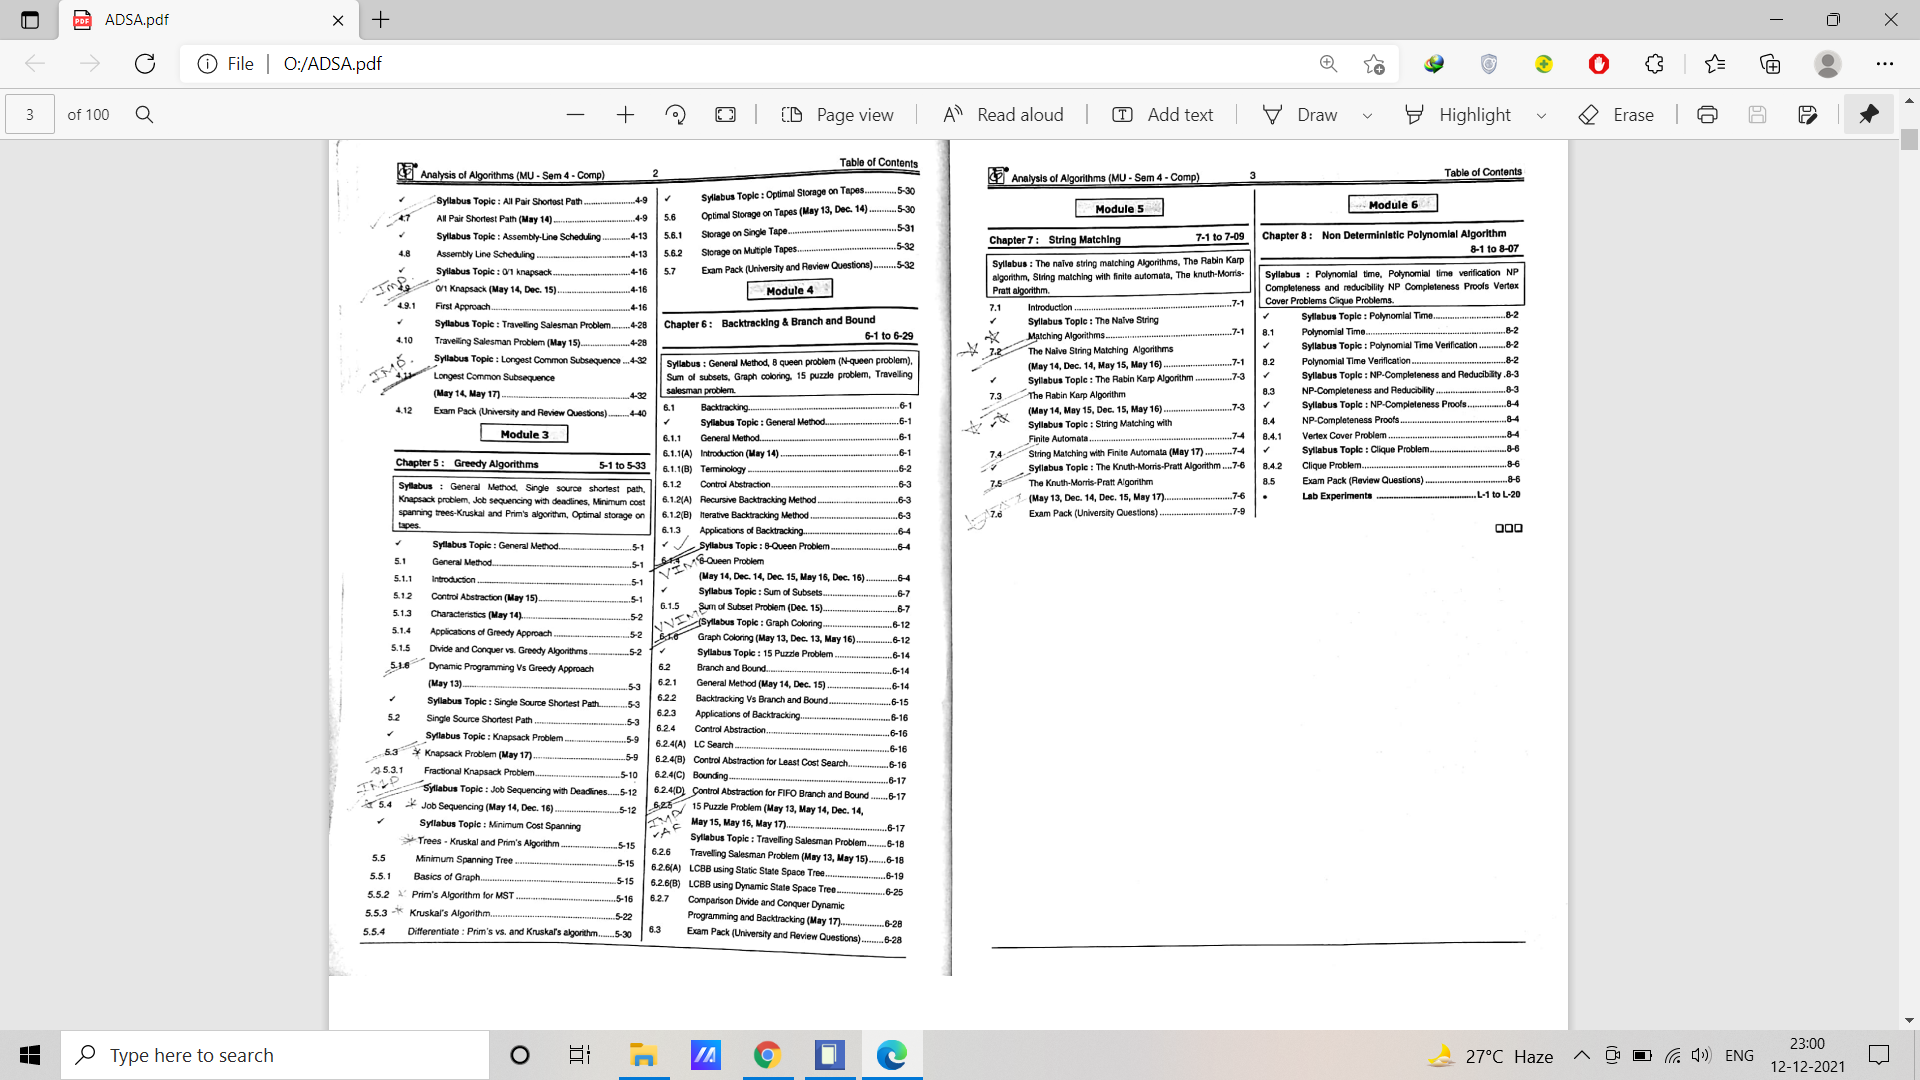 ADSA.pdf
File
O:/ADSA.pdf
3 of 100
Page view
Read aloud
Add text
Draw
Highlight
Erase
Analysis of Algorithms (MU - Sem 4 - Comp) 2 Table of Contents
✓ Syllabus Topic : All Pair Shortest Path ....................4-9
4.7 All Pair Shortest Path (May 14) ..........................4-9
✓ Syllabus Topic : Assembly-Line Scheduling ...........4-13
4.8 Assembly Line Scheduling ..............................4-13
✓ Syllabus Topic : 0/1 knapsack..........................4-16
IMP
4.9 0/1 Knapsack (May 14, Dec. 15) ........................4-16
4.9.1 First Approach..........................................4-16
✓ Syllabus Topic : Travelling Salesman Problem.......4-28
4.10 Travelling Salesman Problem (May 15)..................4-28
Syllabus Topic : Longest Common Subsequence ...4-32
IMP.
4.11 Longest Common Subsequence
(May 14, May 17) ..........................................4-32
4.12 Exam Pack (University and Review Questions) .......4-40
Module 3
Chapter 5 : Greedy Algorithms 5-1 to 5-33
Syllabus : General Method, Single source shortest path,
Knapsack problem, Job sequencing with deadlines, Minimum cost
spanning trees-Kruskal and Prim's algorithm, Optimal storage on
tapes.
✓ Syllabus Topic : General Method..........................5-1
5.1 General Method............................................5-1
5.1.1 Introduction ..............................................5-1
5.1.2 Control Abstraction (May 15)............................5-1
5.1.3 Characteristics (May 14)................................5-2
5.1.4 Applications of Greedy Approach .......................5-2
5.1.5 Divide and Conquer vs. Greedy Algorithms.............5-2
5.1.6 Dynamic Programming Vs Greedy Approach
(May 13)....................................................5-3
✓ Syllabus Topic : Single Source Shortest Path..........5-3
5.2 Single Source Shortest Path ............................5-3
✓ Syllabus Topic : Knapsack Problem .....................5-9
5.3 Knapsack Problem (May 17)..............................5-9
5.3.1 Fractional Knapsack Problem...........................5-10
IMP
Syllabus Topic : Job Sequencing with Deadlines.....5-12
5.4 Job Sequencing (May 14, Dec. 16) .....................5-12
✓ Syllabus Topic : Minimum Cost Spanning
Trees - Kruskal and Prim's Algorithm ...................5-15
5.5 Minimum Spanning Tree .................................5-15
5.5.1 Basics of Graph.........................................5-15
5.5.2 Prim's Algorithm for MST ...............................5-16
5.5.3 Kruskal's Algorithm.....................................5-22
5.5.4 Differentiate : Prim's vs. and Kruskal's algorithm.......5-30
✓ Syllabus Topic : Optimal Storage on Tapes............5-30
5.6 Optimal Storage on Tapes (May 13, Dec. 14) ..........5-30
5.6.1 Storage on Single Tape..................................5-31
5.6.2 Storage on Multiple Tapes..............................5-32
5.7 Exam Pack (University and Review Questions).........5-32
Module 4
Chapter 6 : Backtracking & Branch and Bound
6-1 to 6-29
Syllabus : General Method, 8 queen problem (N-queen problem),
Sum of subsets, Graph coloring, 15 puzzle problem, Travelling
salesman problem.
6.1 Backtracking..............................................6-1
✓ Syllabus Topic : General Method........................6-1
6.1.1 General Method..........................................6-1
6.1.1(A) Introduction (May 14) ................................6-1
6.1.1(B) Terminology ..........................................6-2
6.1.2 Control Abstraction......................................6-3
6.1.2(A) Recursive Backtracking Method ......................6-3
6.1.2(B) Iterative Backtracking Method .......................6-3
6.1.3 Applications of Backtracking............................6-4
✓ Syllabus Topic : 8-Queen Problem......................6-4
6.1.4 8-Queen Problem
VIMP
(May 14, Dec. 14, Dec. 15, May 16, Dec. 16) ...........6-4
✓ Syllabus Topic : Sum of Subsets........................6-7
6.1.5 Sum of Subset Problem (Dec. 15)......................6-7
VVIMP
Syllabus Topic : Graph Coloring........................6-12
6.1.6 Graph Coloring (May 13, Dec. 13, May 16).............6-12
✓ Syllabus Topic : 15 Puzzle Problem ...................6-14
6.2 Branch and Bound........................................6-14
6.2.1 General Method (May 14, Dec. 15) .....................6-14
6.2.2 Backtracking Vs Branch and Bound ....................6-15
6.2.3 Applications of Backtracking...........................6-16
6.2.4 Control Abstraction.....................................6-16
6.2.4(A) LC Search ............................................6-16
6.2.4(B) Control Abstraction for Least Cost Search............6-16
6.2.4(C) Bounding.............................................6-17
6.2.4(D) Control Abstraction for FIFO Branch and Bound ......6-17
6.2.5 15 Puzzle Problem (May 13, May 14, Dec. 14,
IMP
May 15, May 16, May 17)..................................6-17
Syllabus Topic : Travelling Salesman Problem........6-18
6.2.6 Travelling Salesman Problem (May 13, May 15)......6-18
6.2.6(A) LCBB using Static State Space Tree..................6-19
6.2.6(B) LCBB using Dynamic State Space Tree...............6-25
6.2.7 Comparison Divide and Conquer Dynamic
Programming and Backtracking (May 17)................6-28
6.3 Exam Pack (University and Review Questions).........6-28
Analysis of Algorithms (MU - Sem 4 - Comp) 3 Table of Contents
Module 5
Chapter 7 : String Matching 7-1 to 7-09
Syllabus : The naïve string matching Algorithms, The Rabin Karp
algorithm, String matching with finite automata, The knuth-Morris-
Pratt algorithm.
7.1 Introduction ..............................................7-1
✓ Syllabus Topic : The Naïve String
Matching Algorithms........................................7-1
7.2 The Naïve String Matching Algorithms
(May 14, Dec. 14, May 15, May 16) ......................7-1
✓ Syllabus Topic : The Rabin Karp Algorithm ............7-3
7.3 The Rabin Karp Algorithm
(May 14, May 15, Dec. 15, May 16) ......................7-3
Syllabus Topic : String Matching with
Finite Automata............................................7-4
7.4 String Matching with Finite Automata (May 17) ........7-4
✓ Syllabus Topic : The Knuth-Morris-Pratt Algorithm ....7-6
7.5 The Knuth-Morris-Pratt Algorithm
(May 13, Dec. 14, Dec. 15, May 17)......................7-6
7.6 Exam Pack (University Questions) .......................7-9
Module 6
Chapter 8 : Non Deterministic Polynomial Algorithm
8-1 to 8-07
Syllabus : Polynomial time, Polynomial time verification NP
Completeness and reducibility NP Completeness Proofs Vertex
Cover Problems Clique Problems.
✓ Syllabus Topic : Polynomial Time.......................8-2
8.1 Polynomial Time...........................................8-2
✓ Syllabus Topic : Polynomial Time Verification ..........8-2
8.2 Polynomial Time Verification..............................8-2
✓ Syllabus Topic : NP-Completeness and Reducibility .8-3
8.3 NP-Completeness and Reducibility ......................8-3
✓ Syllabus Topic : NP-Completeness Proofs..............8-4
8.4 NP-Completeness Proofs..................................8-4
8.4.1 Vertex Cover Problem ...................................8-4
✓ Syllabus Topic : Clique Problem.........................8-6
8.4.2 Clique Problem...........................................8-6
8.5 Exam Pack (Review Questions) ..........................8-6
• Lab Experiments ..................................L-1 to L-20
Type here to search
27°C Haze
ENG
23:00
12-12-2021